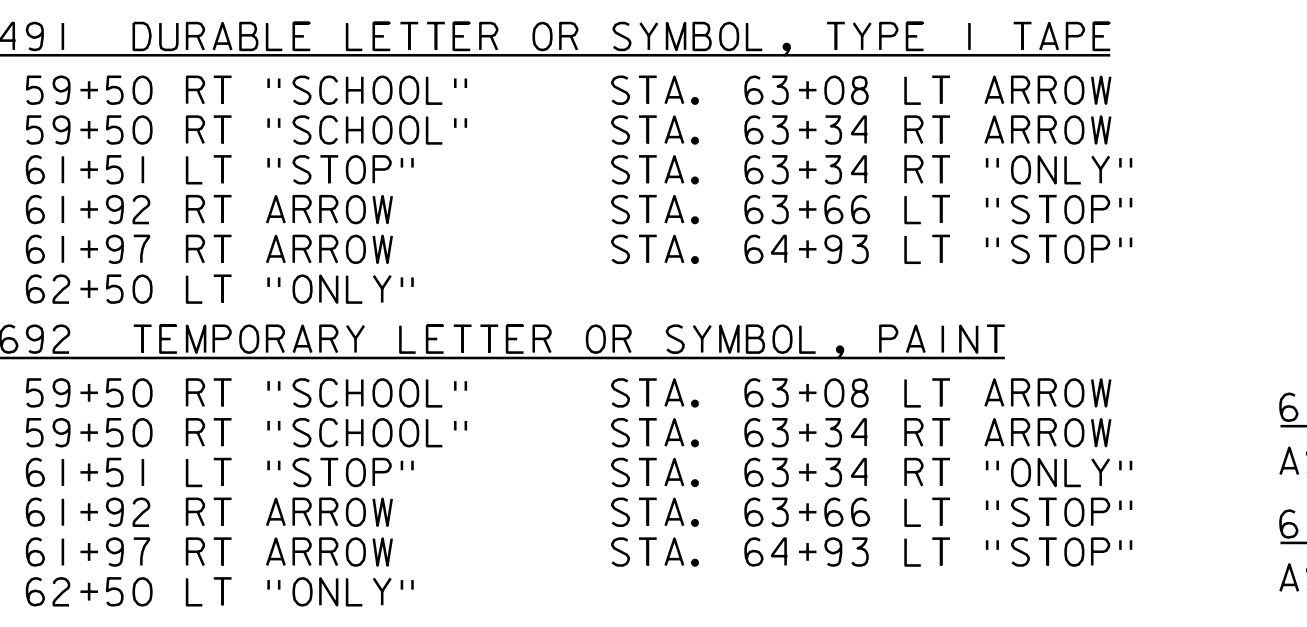 491 DURABLE LETTER OR SYMBOL, TYPE I TAPE
59+50 RT "SCHOOL" STA. 63+08 LT ARROW
59+50 RT "SCHOOL" STA. 63+34 RT ARROW
61+51 LT "STOP" STA. 63+34 RT "ONLY"
61+92 RT ARROW STA. 63+66 LT "STOP"
61+97 RT ARROW STA. 64+93 LT "STOP"
62+50 LT "ONLY"
692 TEMPORARY LETTER OR SYMBOL, PAINT
59+50 RT "SCHOOL" STA. 63+08 LT ARROW
59+50 RT "SCHOOL" STA. 63+34 RT ARROW
61+51 LT "STOP" STA. 63+34 RT "ONLY"
61+92 RT ARROW STA. 63+66 LT "STOP"
61+97 RT ARROW STA. 64+93 LT "STOP"
62+50 LT "ONLY"
6
6